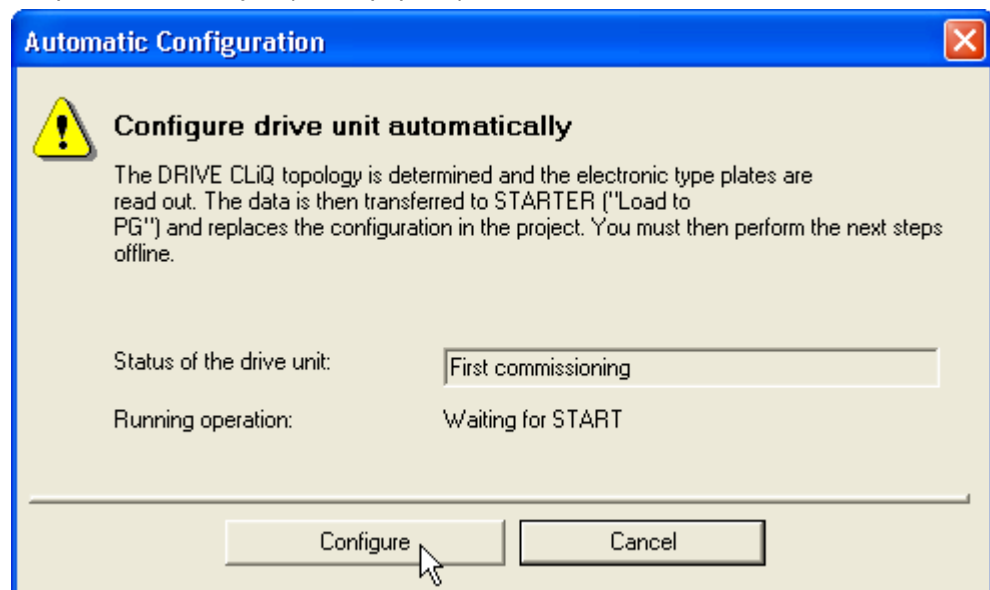 Automatic Configuration
Configure drive unit automatically
The DRIVE CLiQ topology is determined and the electronic type plates are
read out. The data is then transferred to STARTER ("Load to
PG") and replaces the configuration in the project. You must then perform the next steps
offline.
Status of the drive unit: First commissioning
Running operation: Waiting for START
Configure Cancel